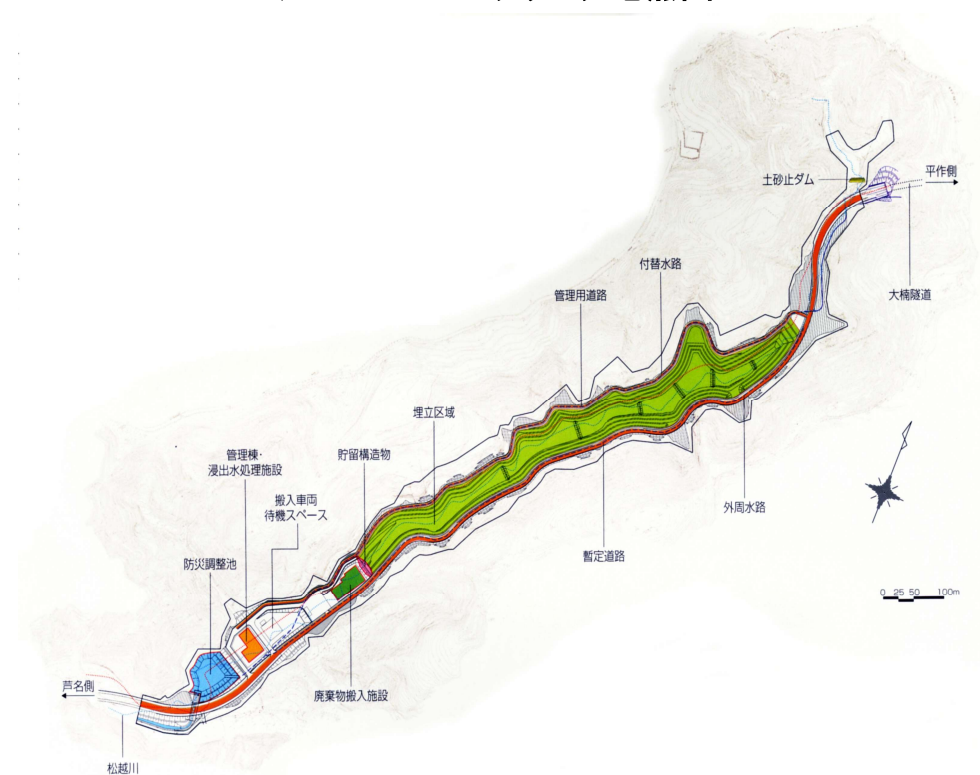 土砂止ダム
平作側
付替水路
管理用道路
大楠隧道
埋立区域
管理棟・
浸出水処理施設
貯留構造物
搬入車両
待機スペース
外周水路
暫定道路
防災調整池
0 25 50 100m
芦名側
廃棄物搬入施設
松越川